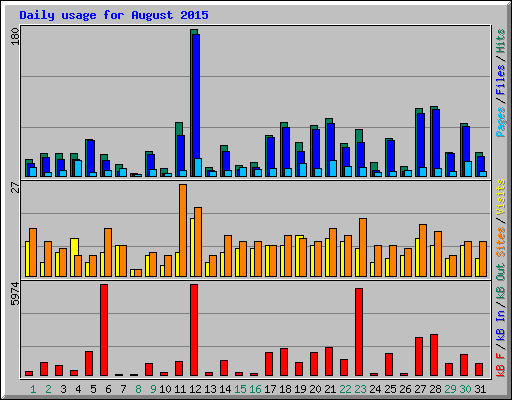 Daily usage for August 2015
180
Pages / Files / Hits
27
Sites / Visits
5974
kB F / kB In / kB Out
1 2 3 4 5 6 7 8 9 10 11 12 13 14 15 16 17 18 19 20 21 22 23 24 25 26 27 28 29 30 31